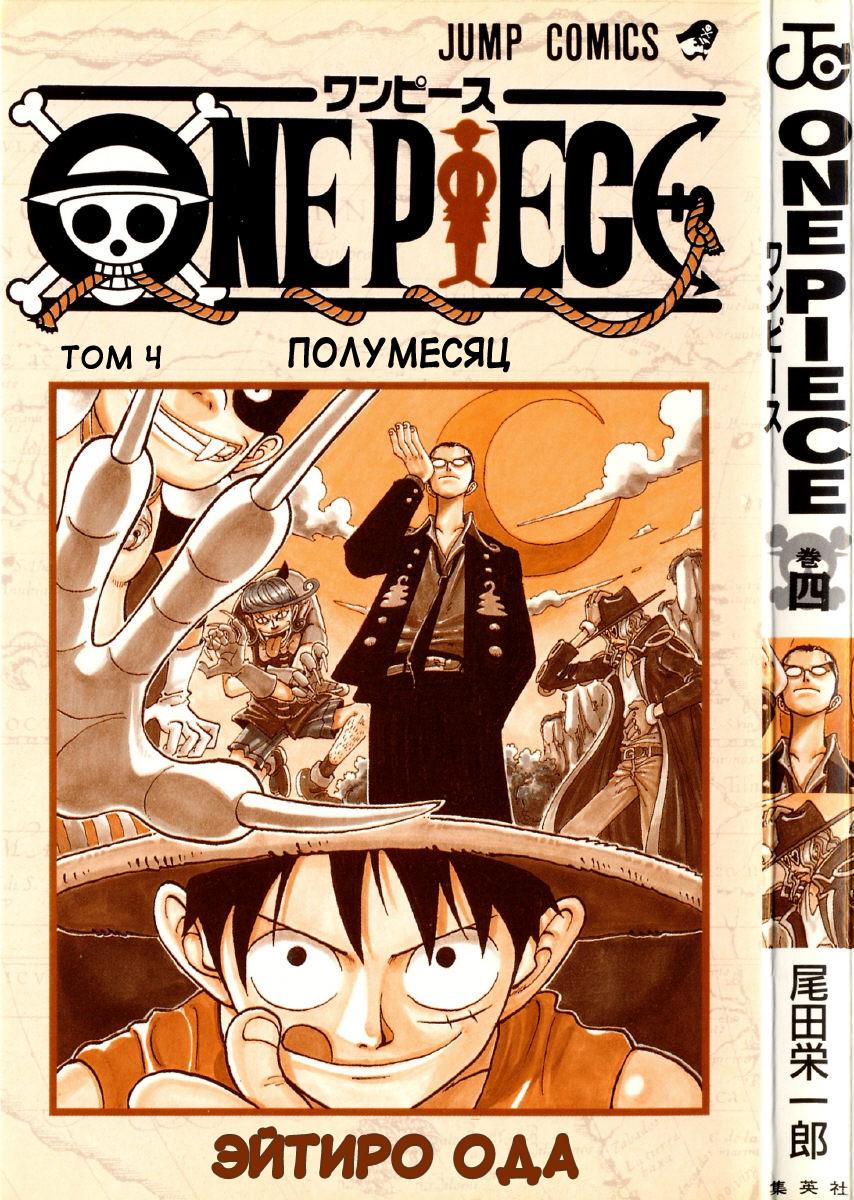 JUMP COMICS
ワンピース
ONE PIECE
ТОМ 4
ПОЛУМЕСЯЦ
ЭЙТИРО ОДА
JC
ONE PIECE
ワンピース
巻四
尾田栄一郎
集英社